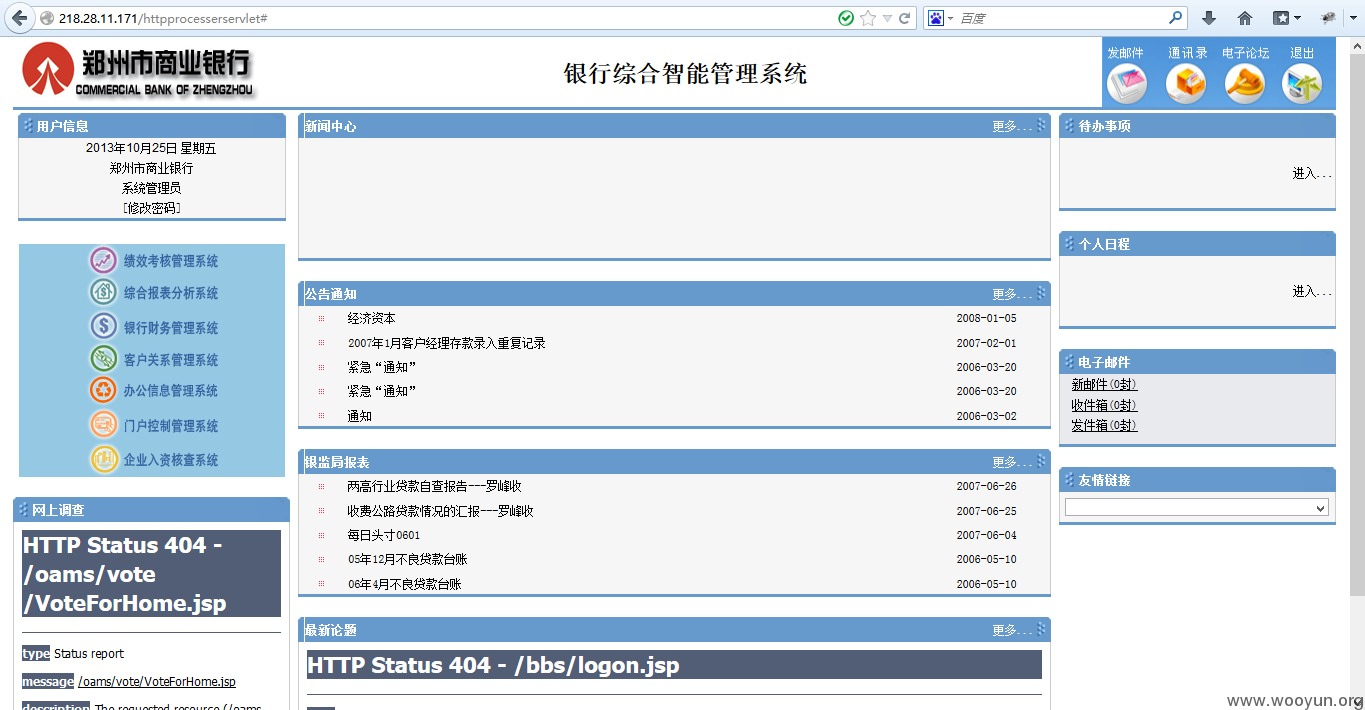 218.28.11.171/httpprocesserservlet#
百度
郑州市商业银行
COMMERCIAL BANK OF ZHENGZHOU
银行综合智能管理系统
发邮件 通讯录 电子论坛 退出
用户信息
2013年10月25日 星期五
郑州市商业银行
系统管理员
[修改密码]
绩效考核管理系统
综合报表分析系统
银行财务管理系统
客户关系管理系统
办公信息管理系统
门户控制管理系统
企业入资核查系统
网上调查
HTTP Status 404 -
/oams/vote
/VoteForHome.jsp
type Status report
message /oams/vote/VoteForHome.jsp
description The requested resource (/oams
新闻中心 更多...
公告通知 更多...
经济资本 2008-01-05
2007年1月客户经理存款录入重复记录 2007-02-01
紧急“通知” 2006-03-20
紧急“通知” 2006-03-20
通知 2006-03-02
银监局报表 更多...
两高行业贷款自查报告---罗峰收 2007-06-26
收费公路贷款情况的汇报---罗峰收 2007-06-25
每日头寸0601 2007-06-04
05年12月不良贷款台账 2006-05-10
06年4月不良贷款台账 2006-05-10
最新论题 更多...
HTTP Status 404 - /bbs/logon.jsp
待办事项
进入...
个人日程
进入...
电子邮件
新邮件(0封)
收件箱(0封)
发件箱(0封)
友情链接
www.wooyun.org